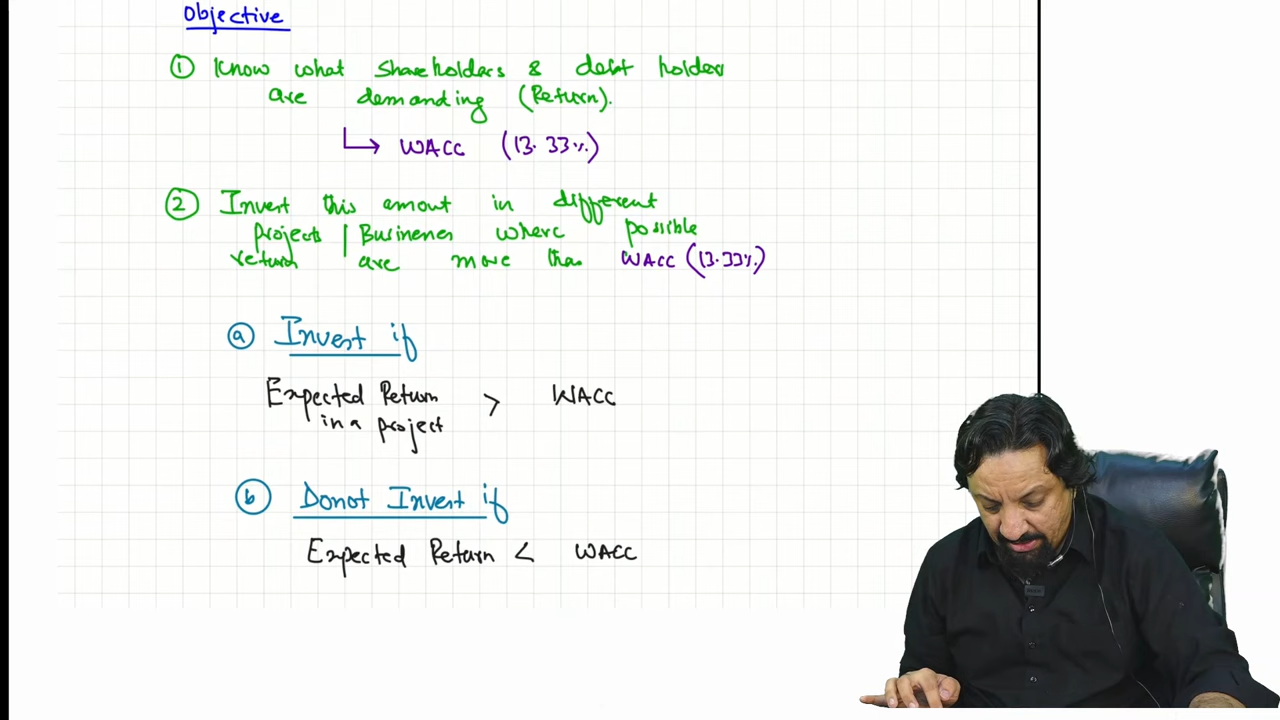 Objective
① Know what shareholders & debt holders
are demanding (Return).
↳ WACC (13.33%)
② Invert this amount in different
projects / Businener where possible
return are more than WACC (13.33%)
ⓐ Invest if
Expected Return > WACC
in a project
ⓑ Donot Invest if
Expected Return < WACC